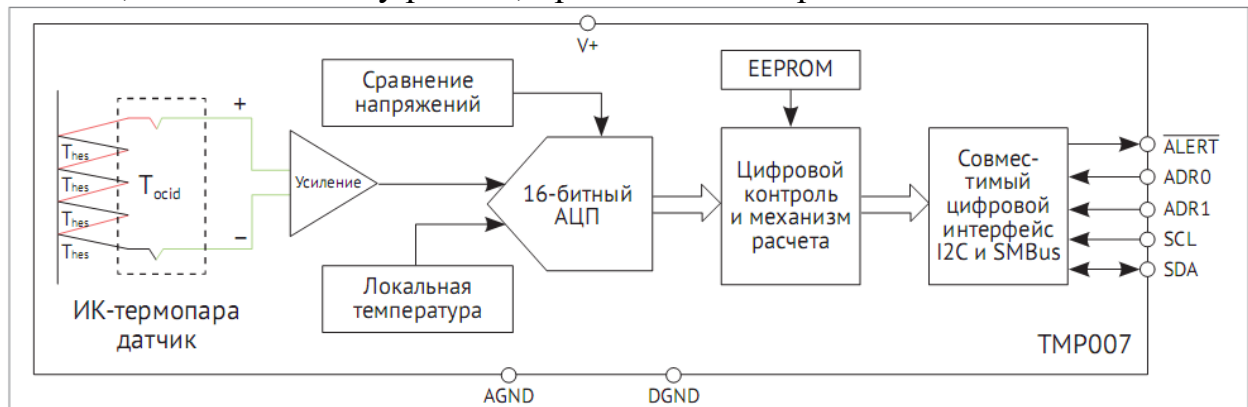 V+
Сравнение
напряжений
EEPROM
+
Thes
Thes
Thes
Thes
Tocid
−
Усиление
16-битный
АЦП
Цифровой
контроль
и механизм
расчета
Совмес-
тимый
цифровой
интерфейс
I2C и SMBus
ALERT
ADR0
ADR1
SCL
SDA
Локальная
температура
ИК-термопара
датчик
TMP007
AGND
DGND